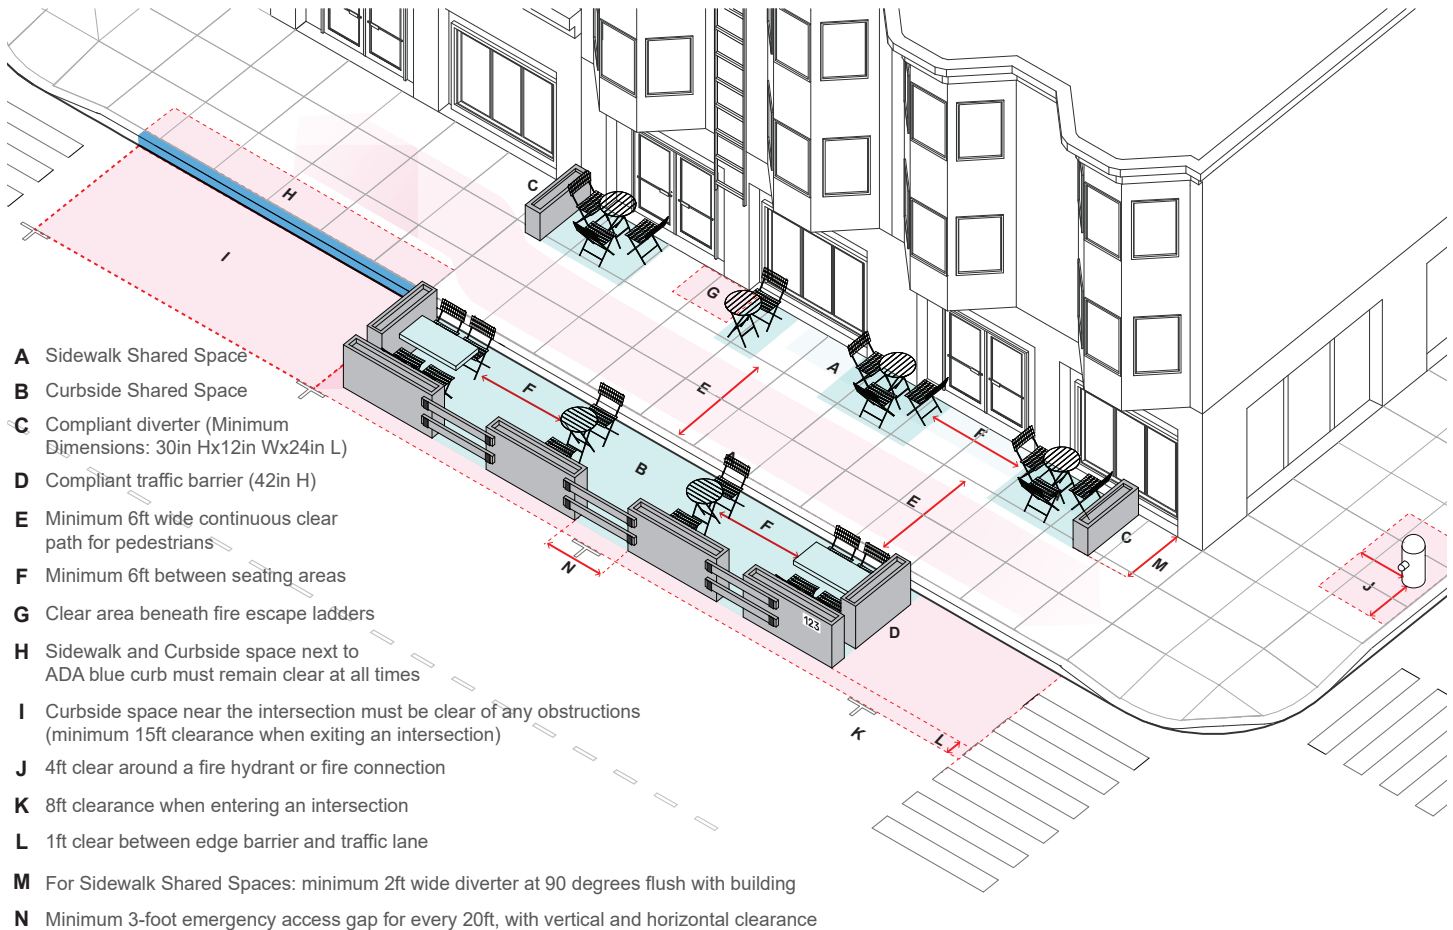 C
H
I
G
A
F
E
F
B
E
F
C
M
J
N
123
D
K
L
A Sidewalk Shared Space
B Curbside Shared Space
C Compliant diverter (Minimum
Dimensions: 30in Hx12in Wx24in L)
D Compliant traffic barrier (42in H)
E Minimum 6ft wide continuous clear
path for pedestrians
F Minimum 6ft between seating areas
G Clear area beneath fire escape ladders
H Sidewalk and Curbside space next to
ADA blue curb must remain clear at all times
I Curbside space near the intersection must be clear of any obstructions
(minimum 15ft clearance when exiting an intersection)
J 4ft clear around a fire hydrant or fire connection
K 8ft clearance when entering an intersection
L 1ft clear between edge barrier and traffic lane
M For Sidewalk Shared Spaces: minimum 2ft wide diverter at 90 degrees flush with building
N Minimum 3-foot emergency access gap for every 20ft, with vertical and horizontal clearance
F